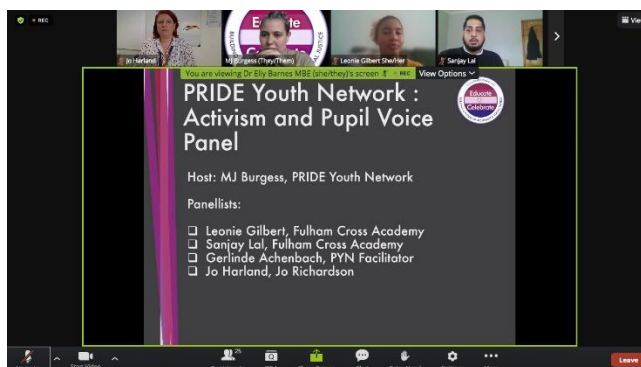 REC
View
Jo Harland
MJ Burgess (They/Them)
Leonie Gilbert She/Her
Sanjay Lal
You are viewing Dr Elly Barnes MBE (she/they)'s screen
REC
View Options
PRIDE Youth Network :
Activism and Pupil Voice
Panel
Educate
Celebrate
Host: MJ Burgess, PRIDE Youth Network
Panellists:
Leonie Gilbert, Fulham Cross Academy
Sanjay Lal, Fulham Cross Academy
Gerlinde Achenbach, PYN Facilitator
Jo Harland, Jo Richardson
25
Stop Video
Leave